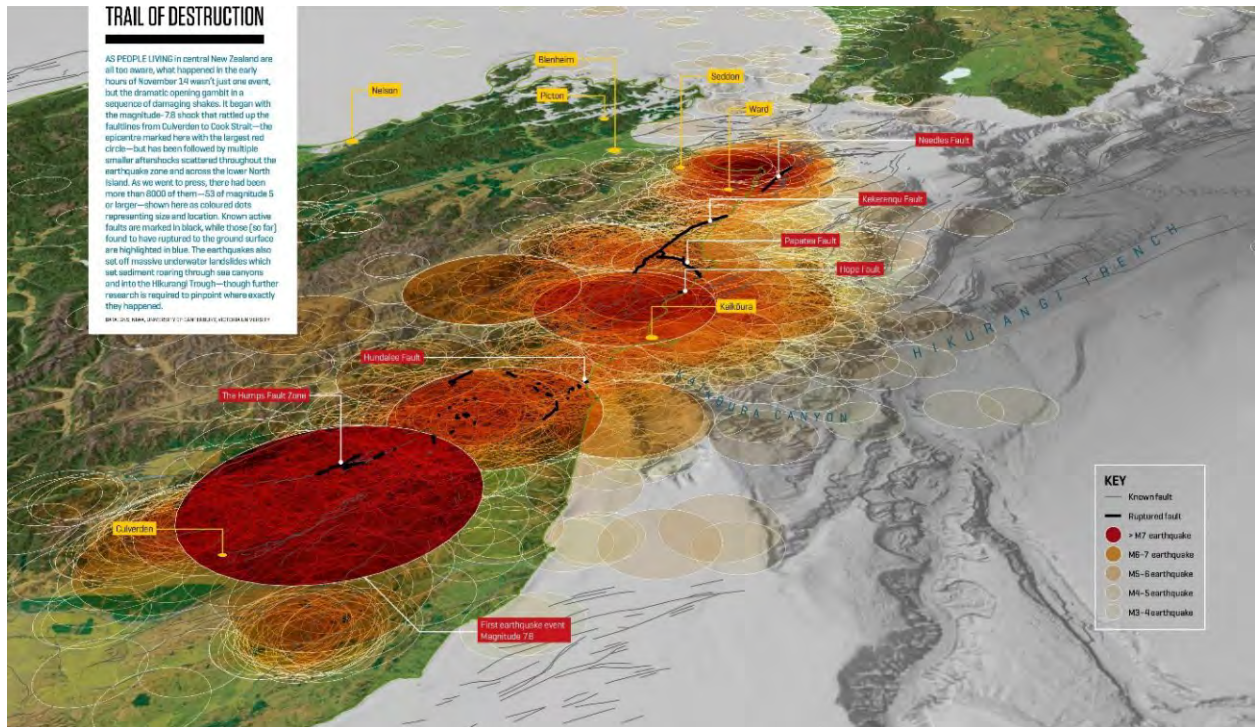 TRAIL OF DESTRUCTION
AS PEOPLE LIVING in central New Zealand are
all too aware, what happened in the early
hours of November 14 wasn't just one event,
but the dramatic opening gambit in a
sequence of damaging shakes. It began with
the magnitude-7.8 shock that rattled up the
faultlines from Culverden to Cook Strait—the
epicentre marked here with the largest red
circle—but has been followed by multiple
smaller aftershocks scattered throughout the
earthquake zone and across the lower North
Island. As we went to press, there had been
more than 8000 of them—53 of magnitude 5
or larger—shown here as coloured dots
representing size and location. Known active
faults are marked in black, while those (so far)
found to have ruptured to the ground surface
are highlighted in blue. The earthquakes also
set off massive underwater landslides which
set sediment roaring through sea canyons
and into the Hikurangi Trough—though further
research is required to pinpoint where exactly
they happened.
Nelson
Blenheim
Picton
Seddon
Ward
Needles Fault
Kekerengu Fault
Papatea Fault
Hope Fault
Kaikōura
HIKURANGI TRENCH
Hundalee Fault
KAIKOURA CANYON
The Humps Fault Zone
Culverden
First earthquake event
Magnitude 7.8
KEY
Known fault
Ruptured fault
> M7 earthquake
M6-7 earthquake
M5-6 earthquake
M4-5 earthquake
M3-4 earthquake